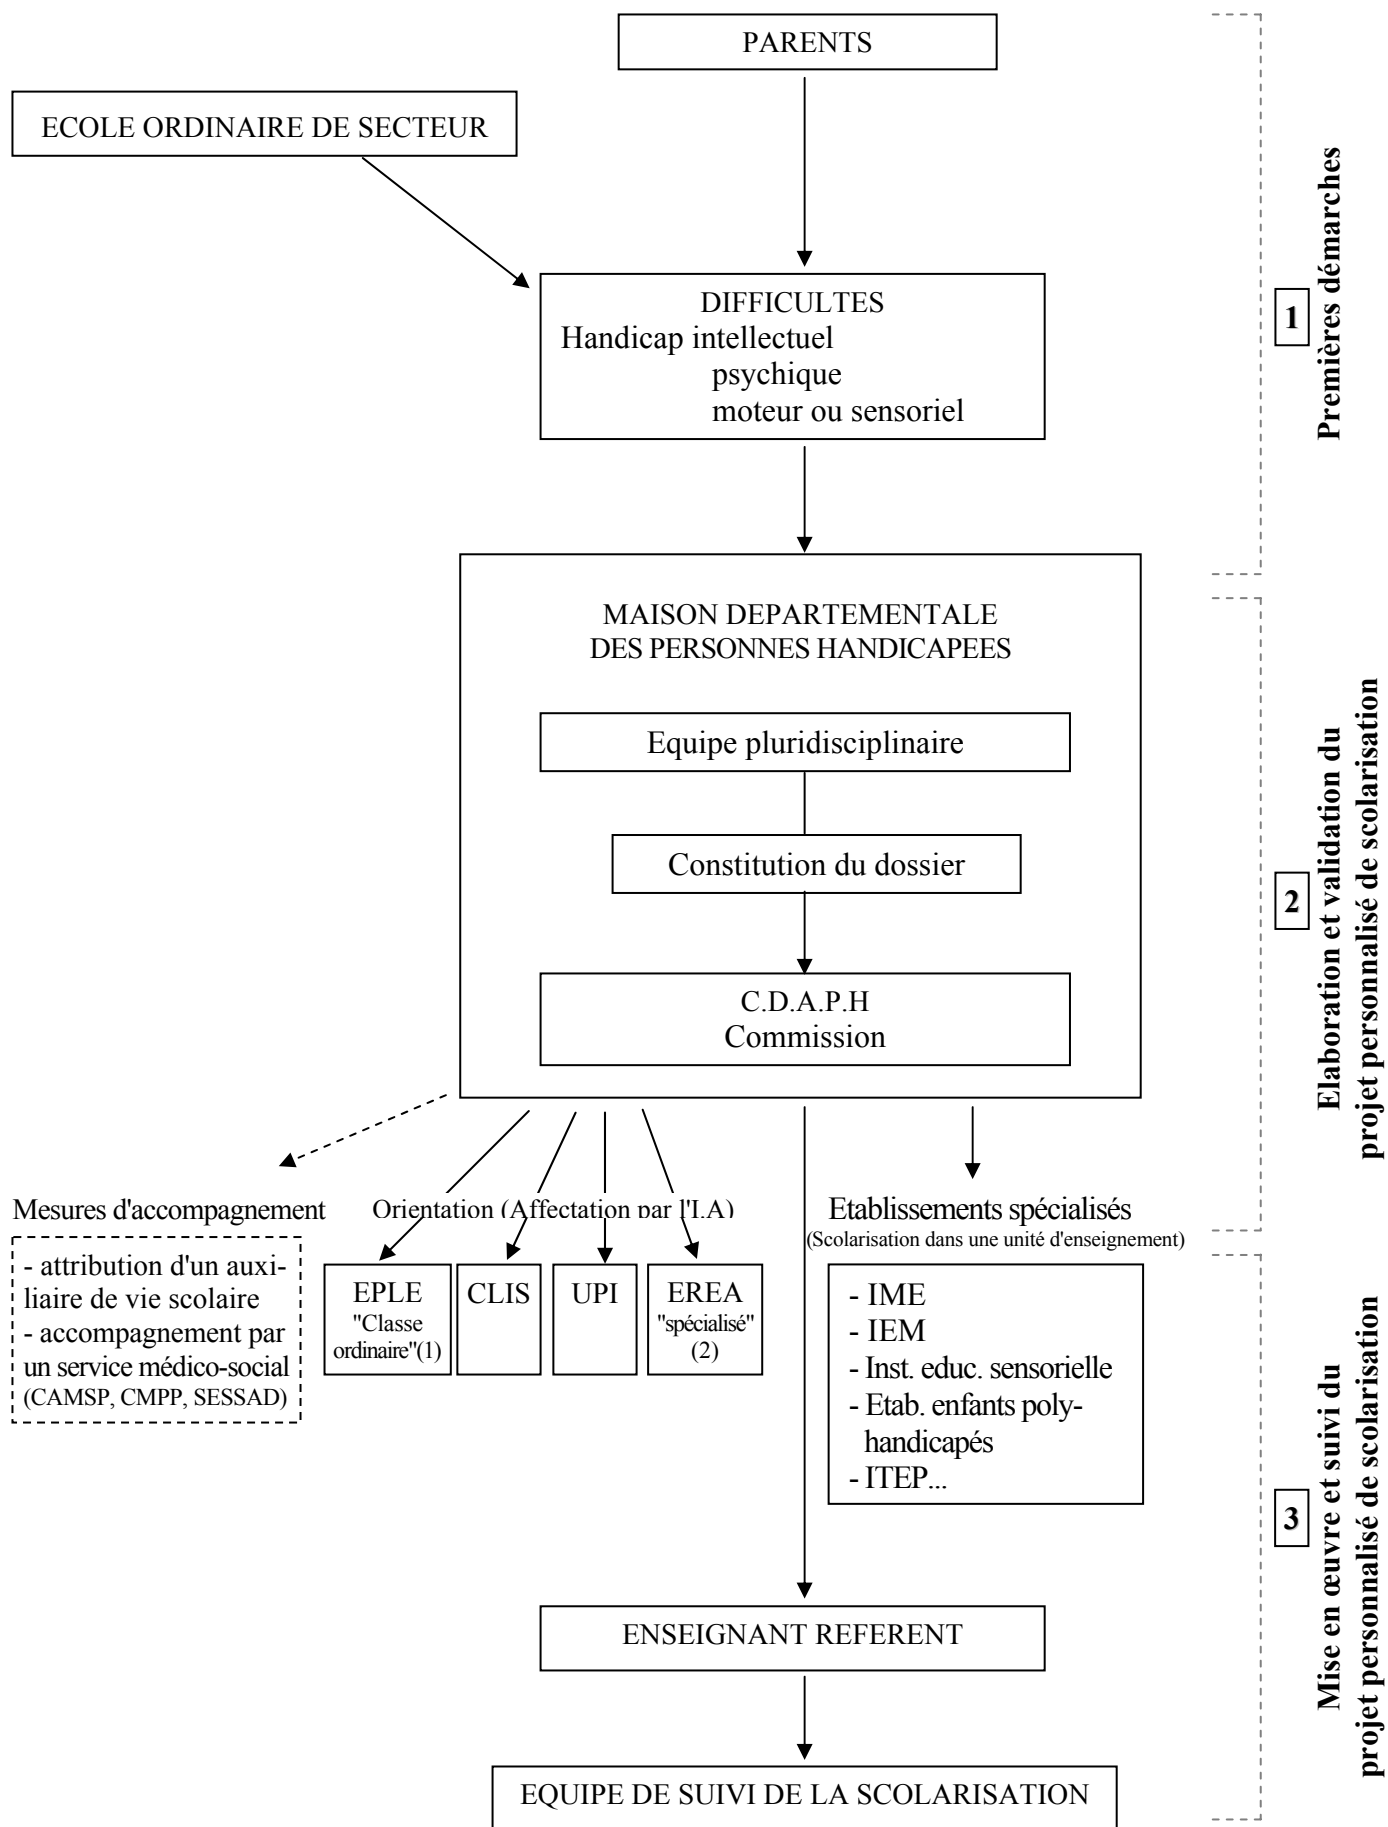 PARENTS
ECOLE ORDINAIRE DE SECTEUR
DIFFICULTES
Handicap intellectuel
psychique
moteur ou sensoriel
1
Premières démarches
MAISON DEPARTEMENTALE
DES PERSONNES HANDICAPEES
Equipe pluridisciplinaire
Constitution du dossier
C.D.A.P.H
Commission
2
Elaboration et validation du
projet personnalisé de scolarisation
Mesures d'accompagnement
- attribution d'un auxi-
liaire de vie scolaire
- accompagnement par
un service médico-social
(CAMSP, CMPP, SESSAD)
Orientation (Affectation par l'I.A)
EPLE
"Classe
ordinaire"(1)
CLIS
UPI
EREA
"spécialisé"
(2)
Etablissements spécialisés
(Scolarisation dans une unité d'enseignement)
- IME
- IEM
- Inst. educ. sensorielle
- Etab. enfants poly-
handicapés
- ITEP...
3
Mise en œuvre et suivi du
projet personnalisé de scolarisation
ENSEIGNANT REFERENT
EQUIPE DE SUIVI DE LA SCOLARISATION